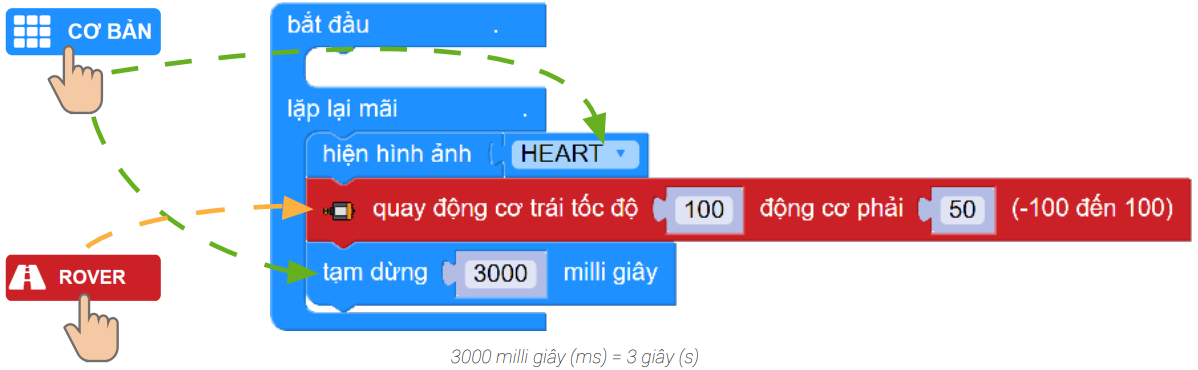 CƠ BẢN
bắt đầu .
lặp lại mãi .
hiện hình ảnh HEART
quay động cơ trái tốc độ 100 động cơ phải 50 (-100 đến 100)
ROVER
tạm dừng 3000 milli giây
3000 milli giây (ms) = 3 giây (s)